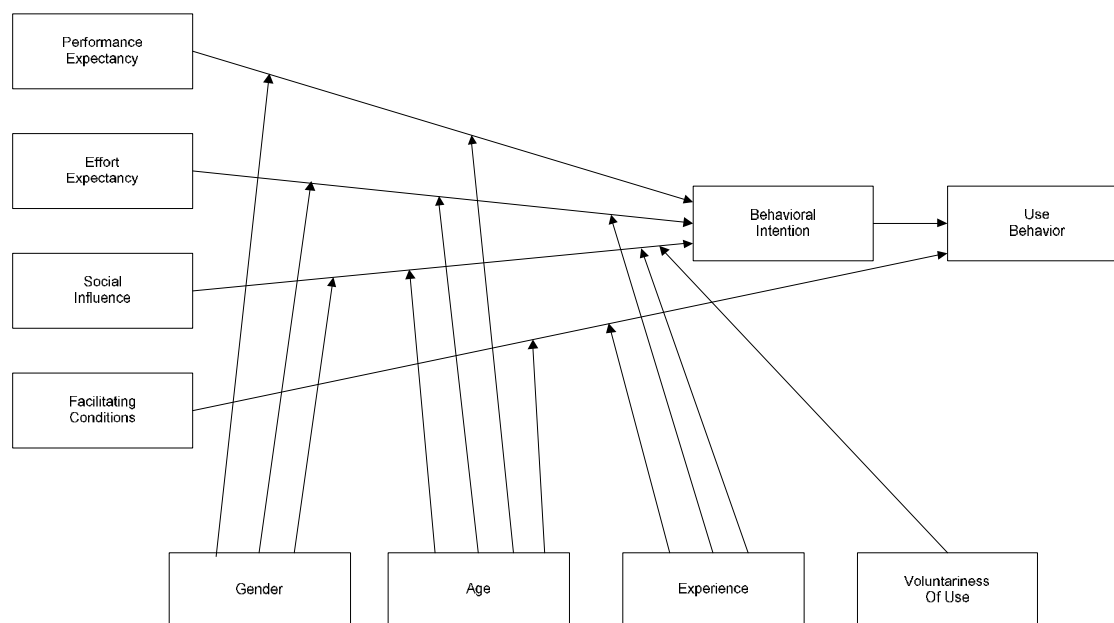 Performance
Expectancy
Effort
Expectancy
Social
Influence
Facilitating
Conditions
Behavioral
Intention
Use
Behavior
Gender
Age
Experience
Voluntariness
Of Use